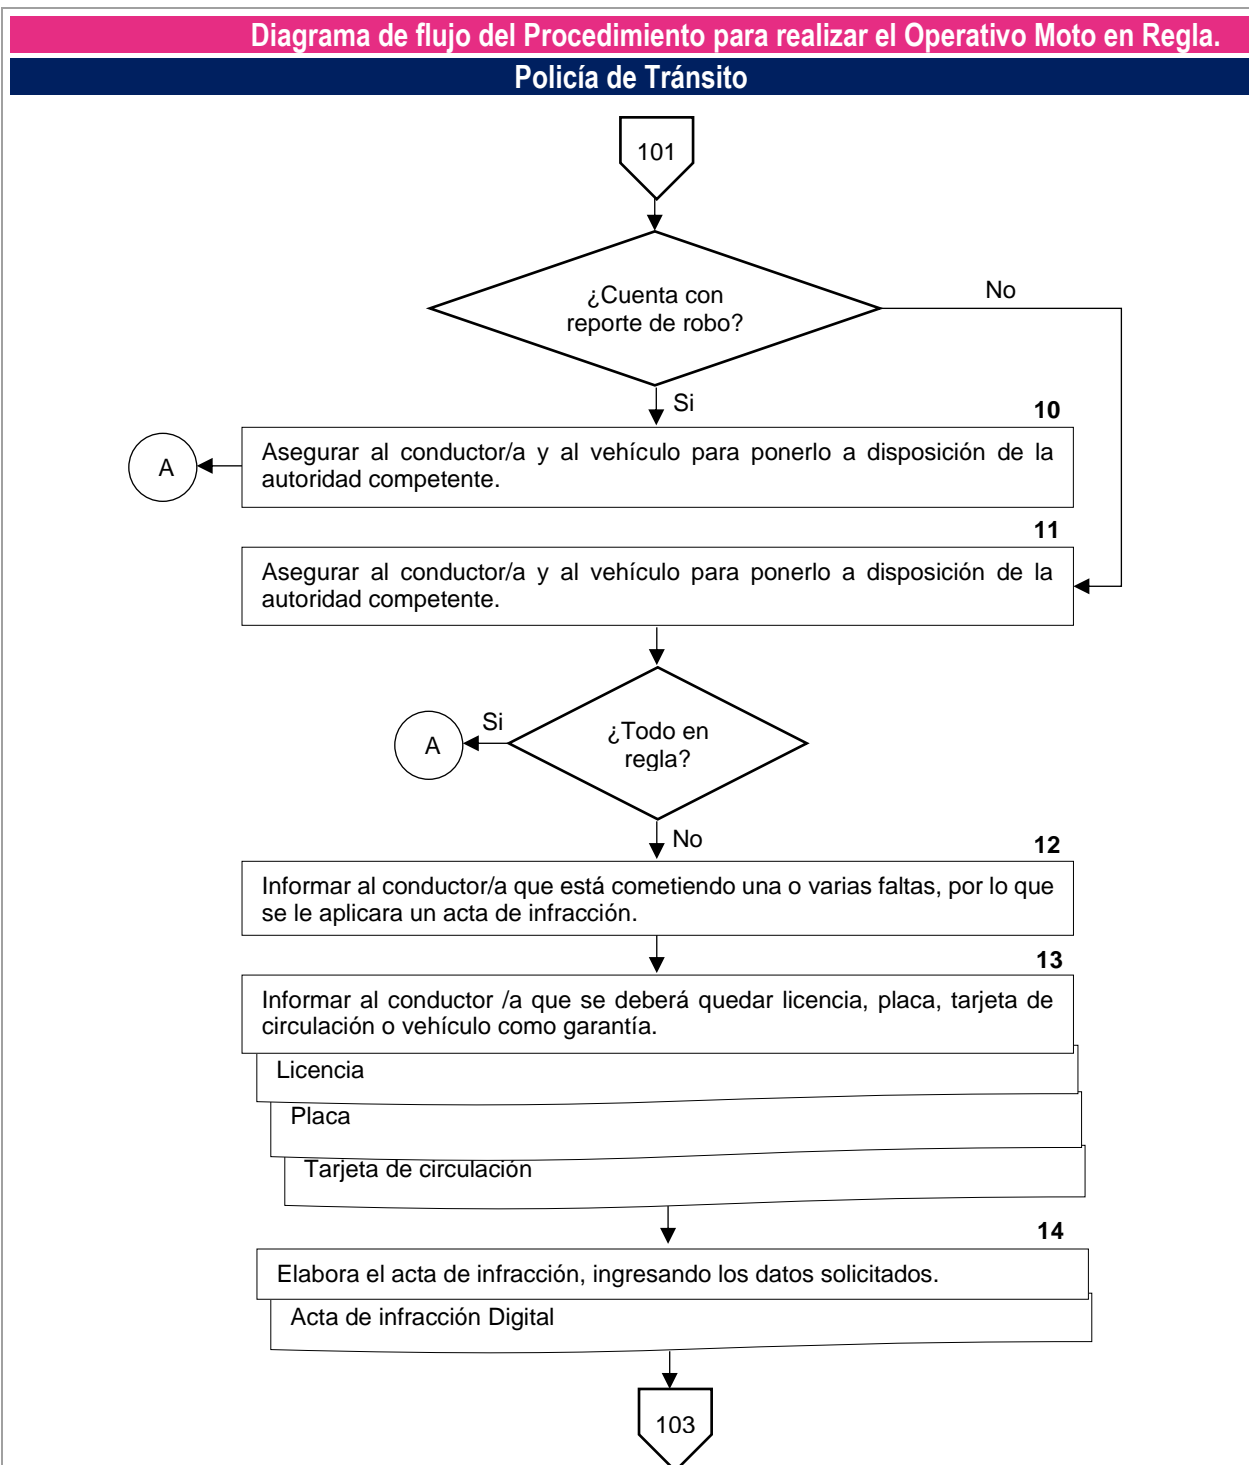 Diagrama de flujo del Procedimiento para realizar el Operativo Moto en Regla.
Policía de Tránsito
101
¿Cuenta con
reporte de robo?
No
Si
10
Asegurar al conductor/a y al vehículo para ponerlo a disposición de la
autoridad competente.
A
11
Asegurar al conductor/a y al vehículo para ponerlo a disposición de la
autoridad competente.
¿Todo en
regla?
Si
A
No
12
Informar al conductor/a que está cometiendo una o varias faltas, por lo que
se le aplicara un acta de infracción.
13
Informar al conductor /a que se deberá quedar licencia, placa, tarjeta de
circulación o vehículo como garantía.
Licencia
Placa
Tarjeta de circulación
14
Elabora el acta de infracción, ingresando los datos solicitados.
Acta de infracción Digital
103